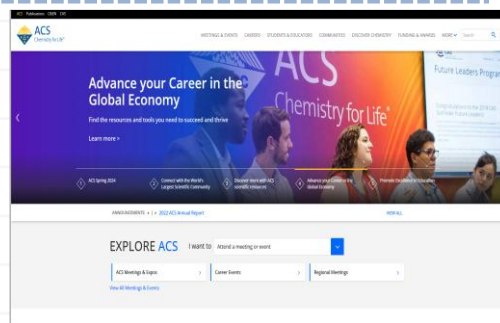 ACS Publications C&EN CAS
ACS
Chemistry for Life®
MEETINGS & EVENTS CAREERS STUDENTS & EDUCATORS COMMUNITIES DISCOVER CHEMISTRY FUNDING & AWARDS MORE Search
ACS
Chemistry for Life®
Future Leaders Program
Advance your Career in the
Global Economy
Find the resources and tools you need to succeed and thrive
Learn more >
ACS Spring 2024
Connect with the World's
Largest Scientific Community
Discover more with ACS
scientific resources
Advance your Career in the
Global Economy
Promote Excellence in Education
ANNOUNCEMENTS 2022 ACS Annual Report VIEW ALL
EXPLORE ACS I want to Attend a meeting or event
ACS Meetings & Expos > Career Events > Regional Meetings >
View All Meetings & Events